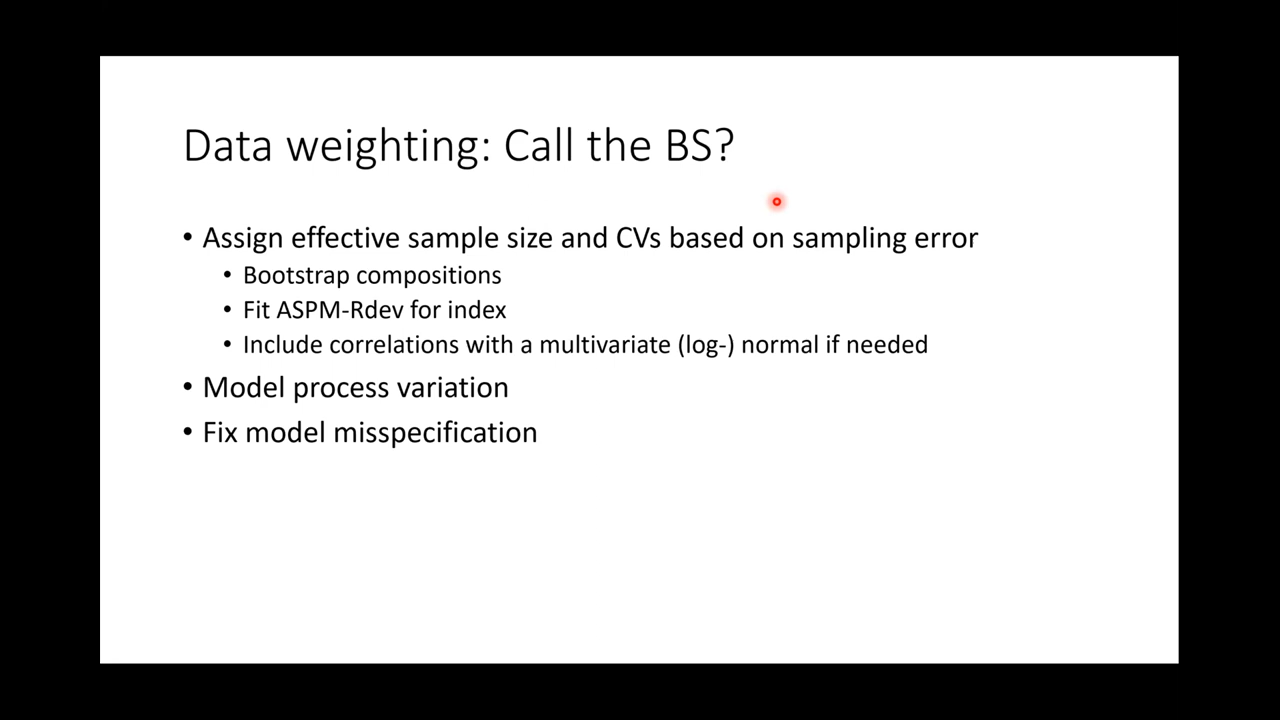 Data weighting: Call the BS?
• Assign effective sample size and CVs based on sampling error
• Bootstrap compositions
• Fit ASPM-Rdev for index
• Include correlations with a multivariate (log-) normal if needed
• Model process variation
• Fix model misspecification